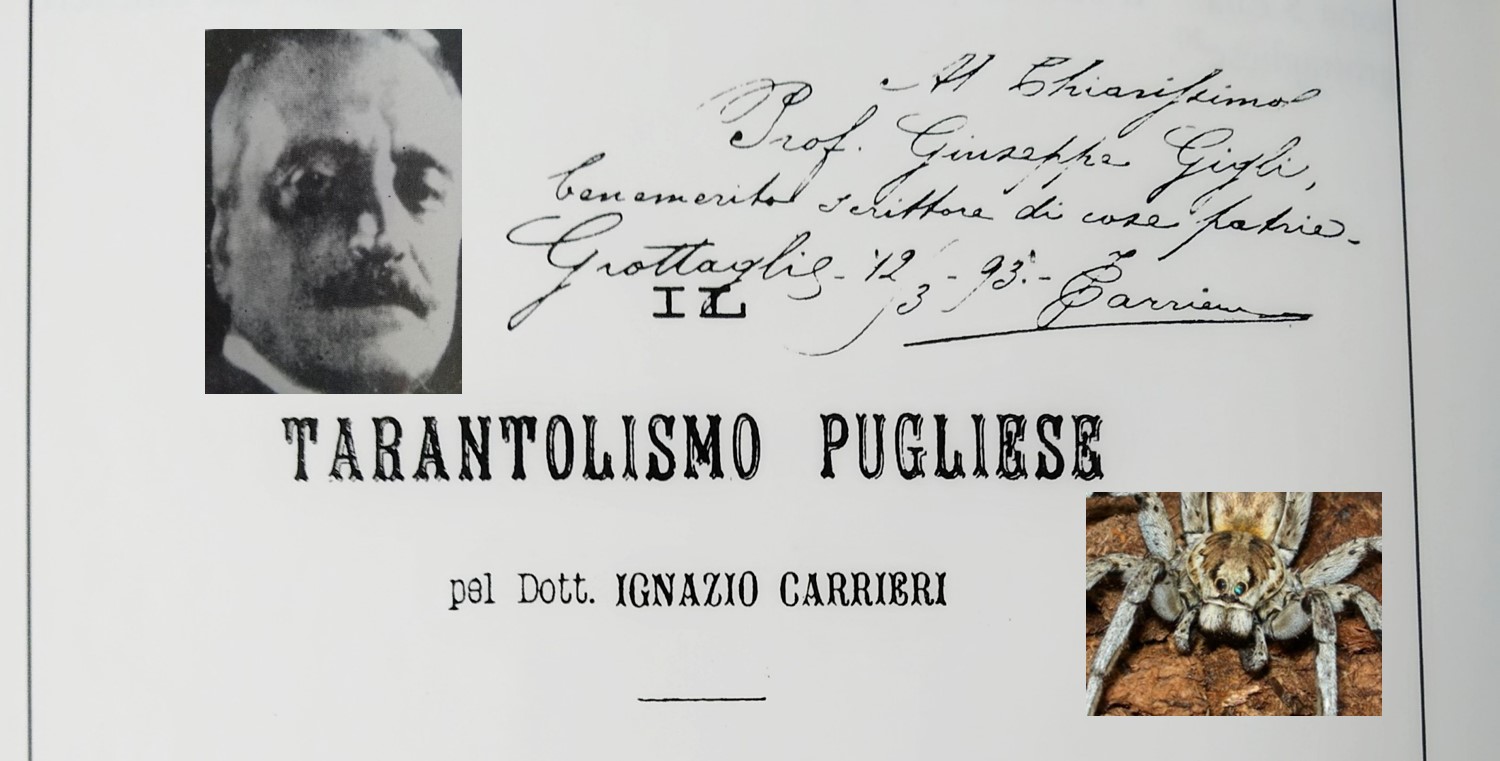 Al Chiarissimo
Prof. Giuseppe Gigli,
benemerito scrittore di cose patrie.
Grottaglie - 12/3 - 93. - Carrieri
IL
TARANTOLISMO PUGLIESE
pel Dott. IGNAZIO CARRIERI